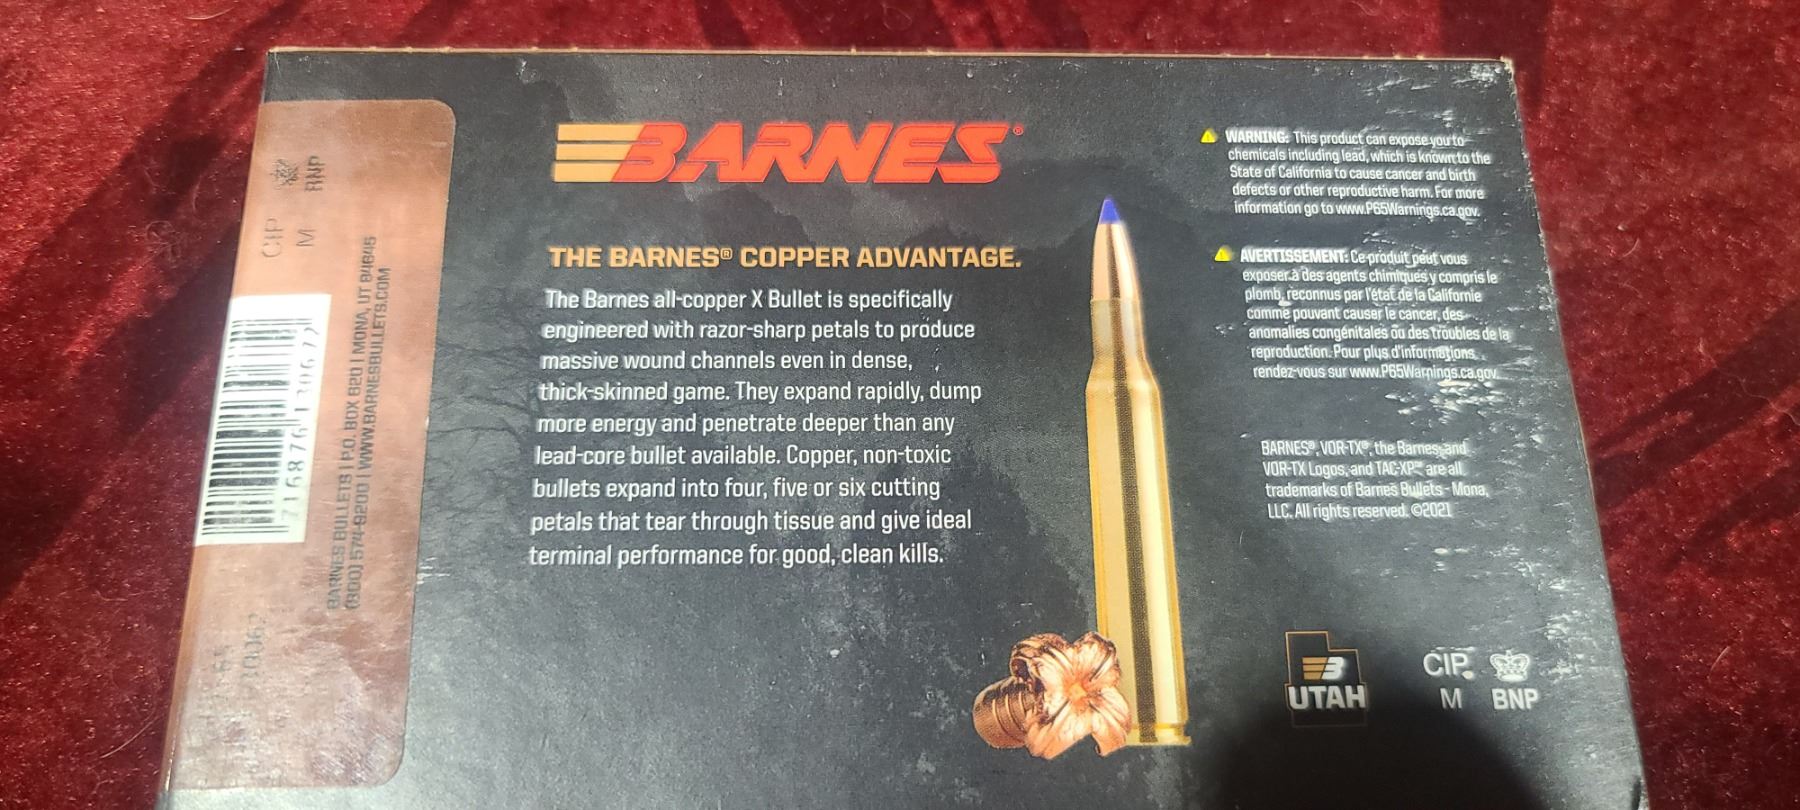 BARNES®
THE BARNES® COPPER ADVANTAGE.
The Barnes all-copper X Bullet is specifically
engineered with razor-sharp petals to produce
massive wound channels even in dense,
thick-skinned game. They expand rapidly, dump
more energy and penetrate deeper than any
lead-core bullet available. Copper, non-toxic
bullets expand into four, five or six cutting
petals that tear through tissue and give ideal
terminal performance for good, clean kills.
WARNING: This product can expose you to
chemicals including lead, which is known to the
State of California to cause cancer and birth
defects or other reproductive harm. For more
information go to www.P65Warnings.ca.gov.
AVERTISSEMENT: Ce produit peut vous
exposer à des agents chimiques y compris le
plomb, reconnus par l'état de la Californie
comme pouvant causer le cancer, des
anomalies congénitales ou des troubles de la
reproduction. Pour plus d'informations,
rendez-vous sur www.P65Warnings.ca.gov.
BARNES®, VOR-TX®, the Barnes and
VOR-TX Logos, and TAC-XP™ are all
trademarks of Barnes Bullets - Mona,
LLC. All rights reserved. ©2021
B
UTAH
CIP.
M
BNP
CIP
M
BNP
BARNES BULLETS | P.O. BOX 620 | MONA, UT 84645
(800) 574-9200 | WWW.BARNESBULLETS.COM